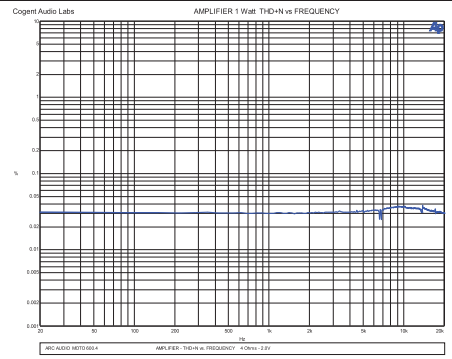 Cogent Audio Labs
AMPLIFIER 1 Watt THD+N vs FREQUENCY
10
5
2
1
0.5
0.2
%
0.1
0.05
0.02
0.01
0.005
0.002
0.001
20 50 100 200 500 1k 2k 5k 10k 20k
Hz
ARC AUDIO MOTO 600.4 AMPLIFIER - THD+N vs. FREQUENCY 4 Ohms - 2.0V